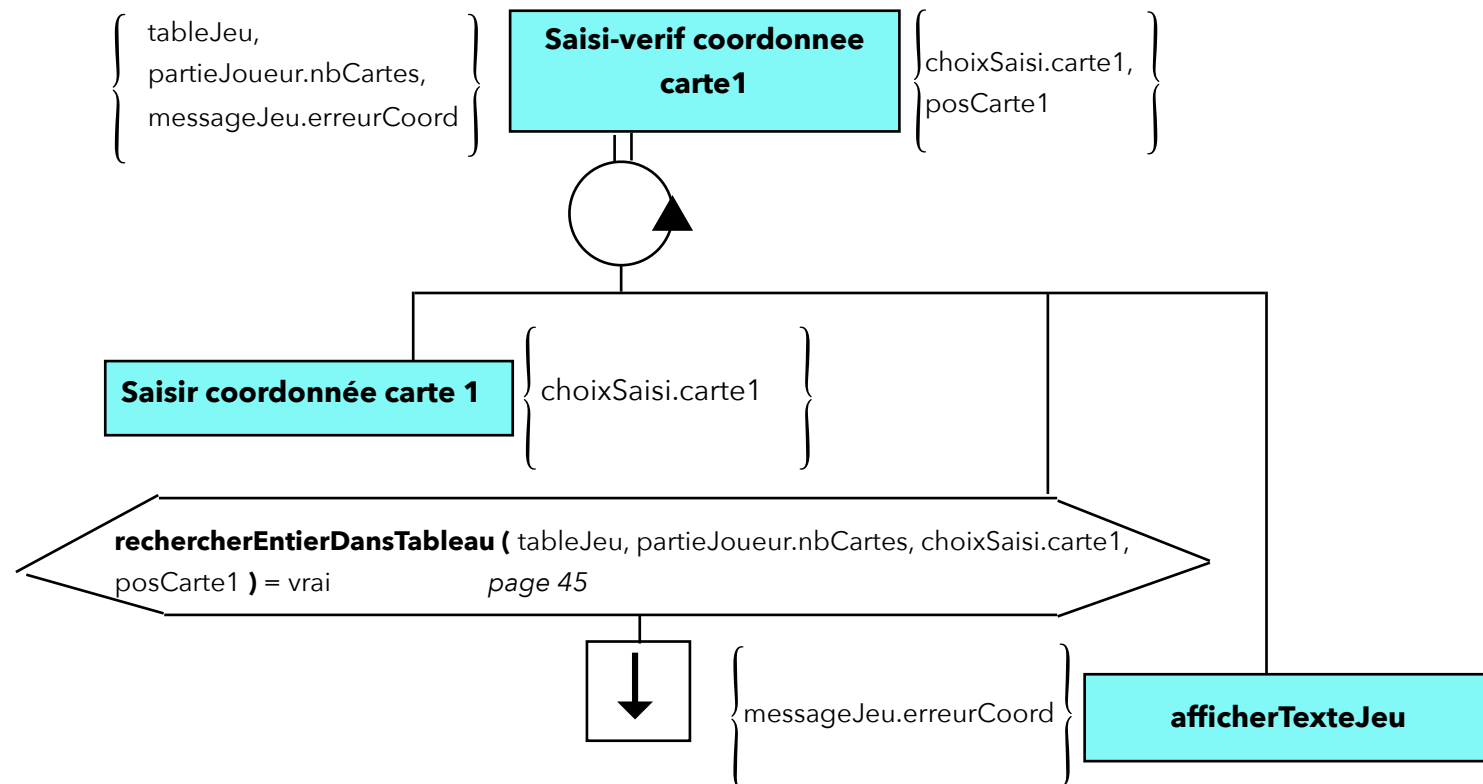 tableJeu,
partieJoueur.nbCartes,
messageJeu.erreurCoord
Saisi-verif coordonnee
carte1
choixSaisi.carte1,
posCarte1
Saisir coordonnée carte 1
choixSaisi.carte1
rechercherEntierDansTableau ( tableJeu, partieJoueur.nbCartes, choixSaisi.carte1,
posCarte1 ) = vrai page 45
messageJeu.erreurCoord
afficherTexteJeu